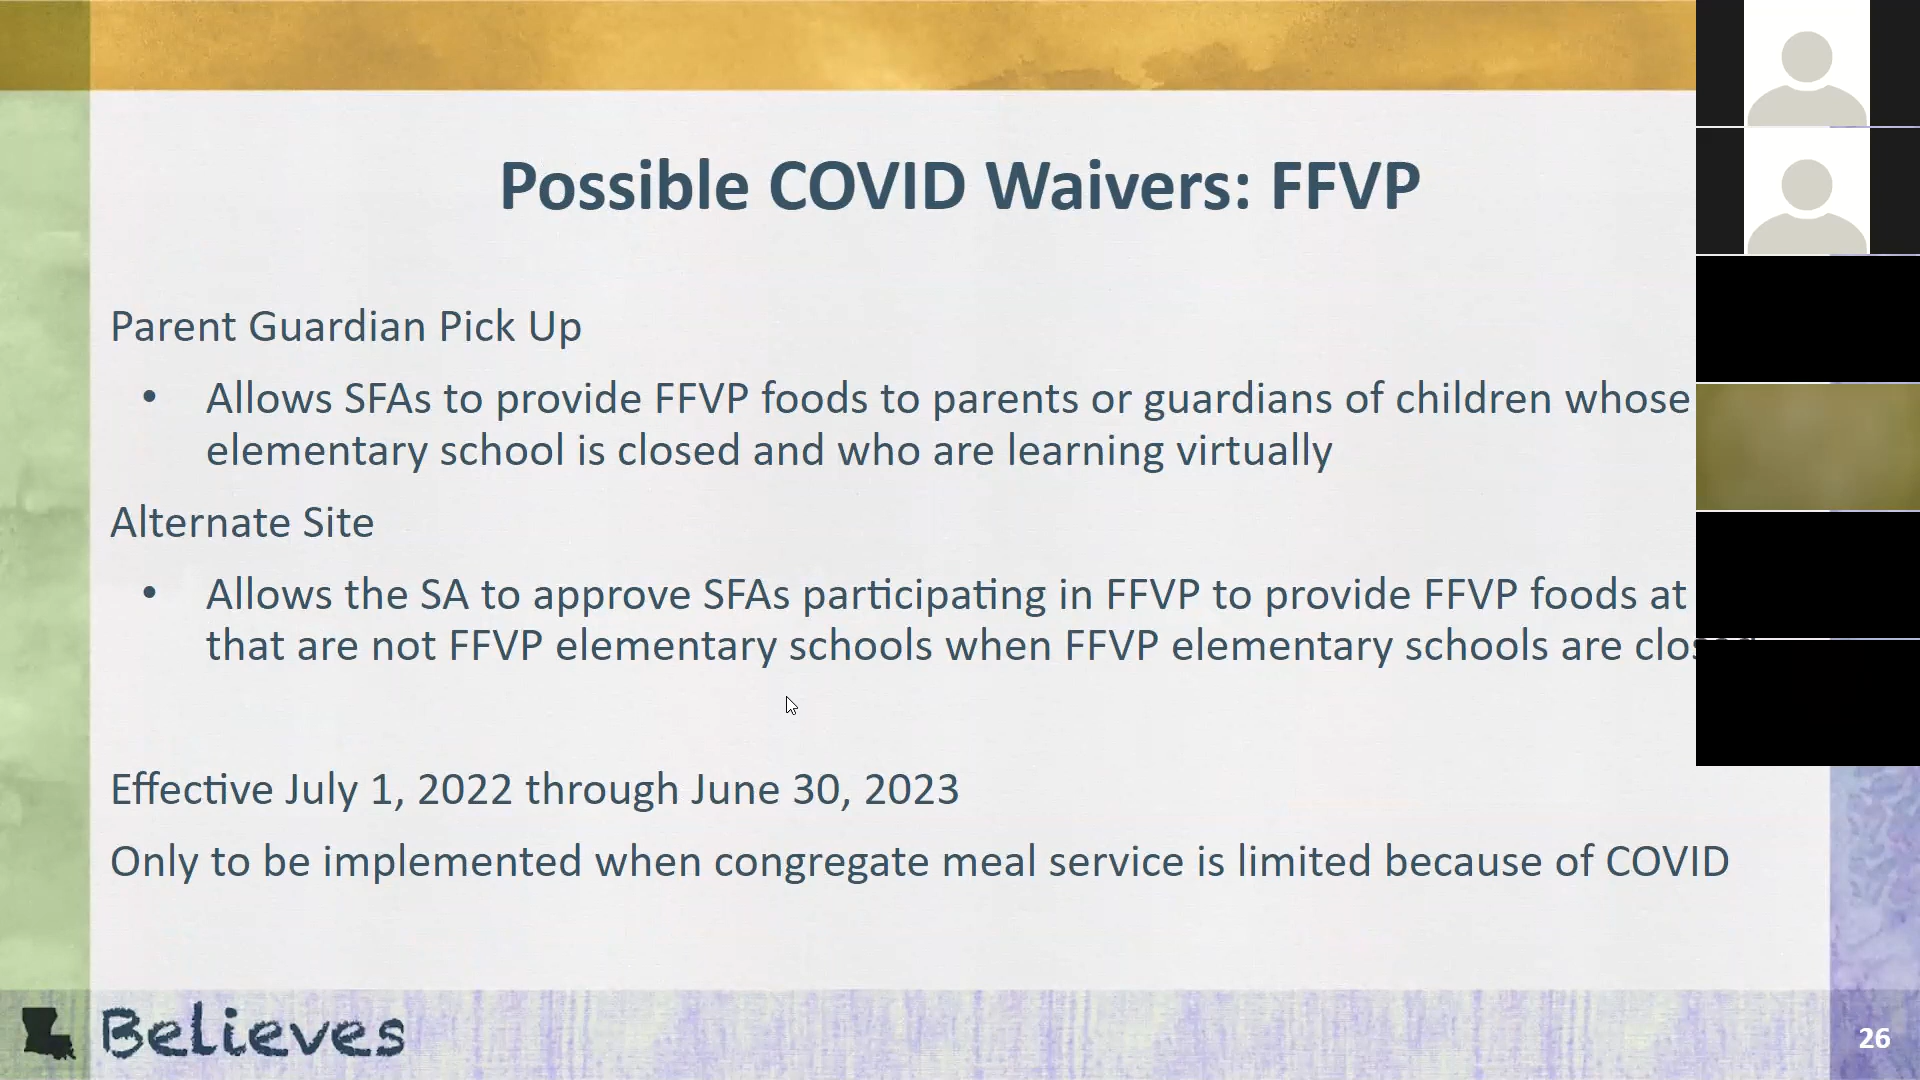 Possible COVID Waivers: FFVP
Parent Guardian Pick Up
• Allows SFAs to provide FFVP foods to parents or guardians of children whose
elementary school is closed and who are learning virtually
Alternate Site
• Allows the SA to approve SFAs participating in FFVP to provide FFVP foods at
that are not FFVP elementary schools when FFVP elementary schools are
Effective July 1, 2022 through June 30, 2023
Only to be implemented when congregate meal service is limited because of COVID
Believes
26